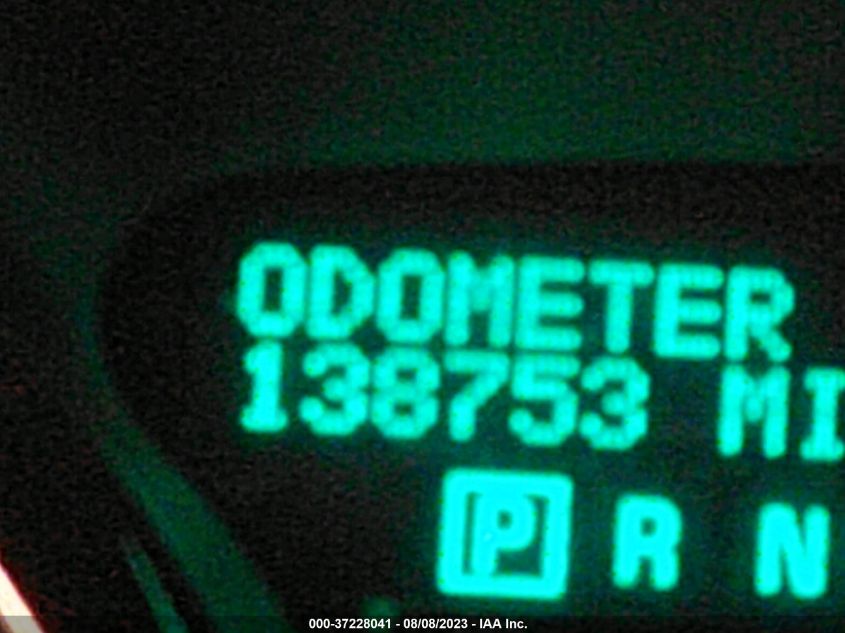 ODOMETER
138753 MI
P R N
000-37228041 - 08/08/2023 - IAA Inc.